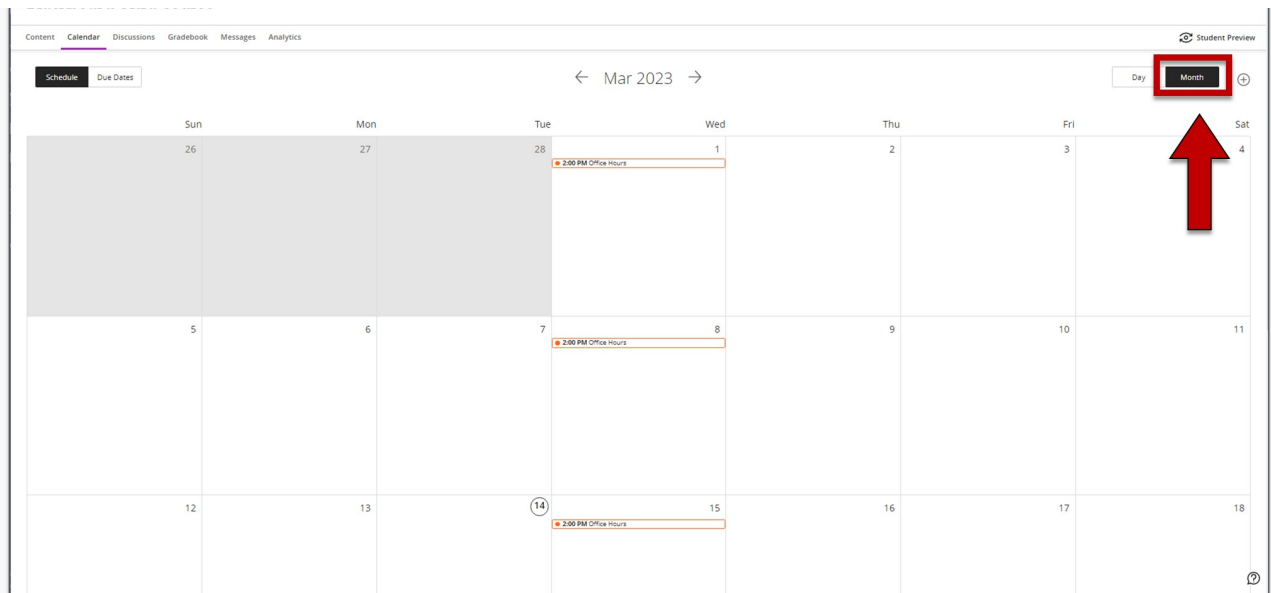 Content Calendar Discussions Gradebook Messages Analytics Student Preview
Schedule Due Dates Mar 2023 Day Month
Sun Mon Tue Wed Thu Fri Sat
26 27 28 1 2 3 4
2:00 PM Office Hours
5 6 7 8 9 10 11
2:00 PM Office Hours
12 13 14 15 16 17 18
2:00 PM Office Hours